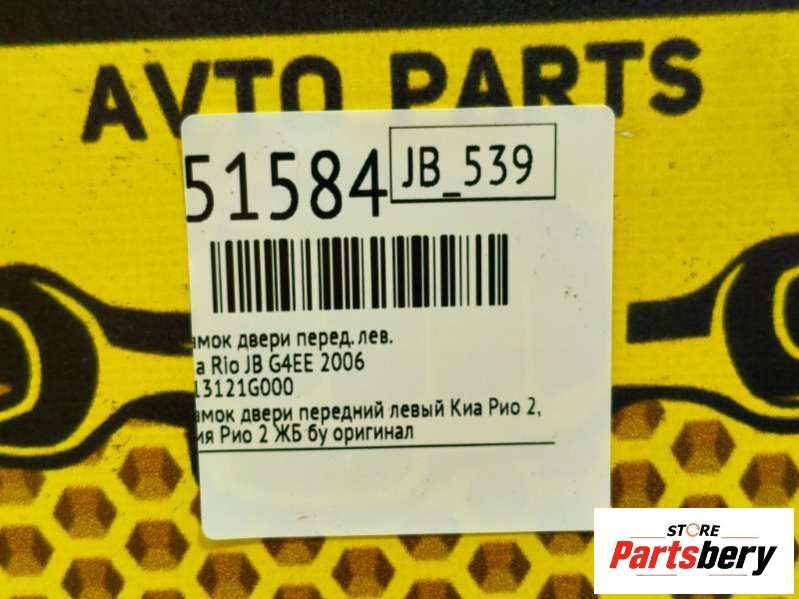 AVTO PARTS
51584
JB_539
амок двери перед. лев.
a Rio JB G4EE 2006
13121G000
амок двери передний левый Киа Рио 2,
ия Рио 2 ЖБ бу оригинал
STORE
Partsbery